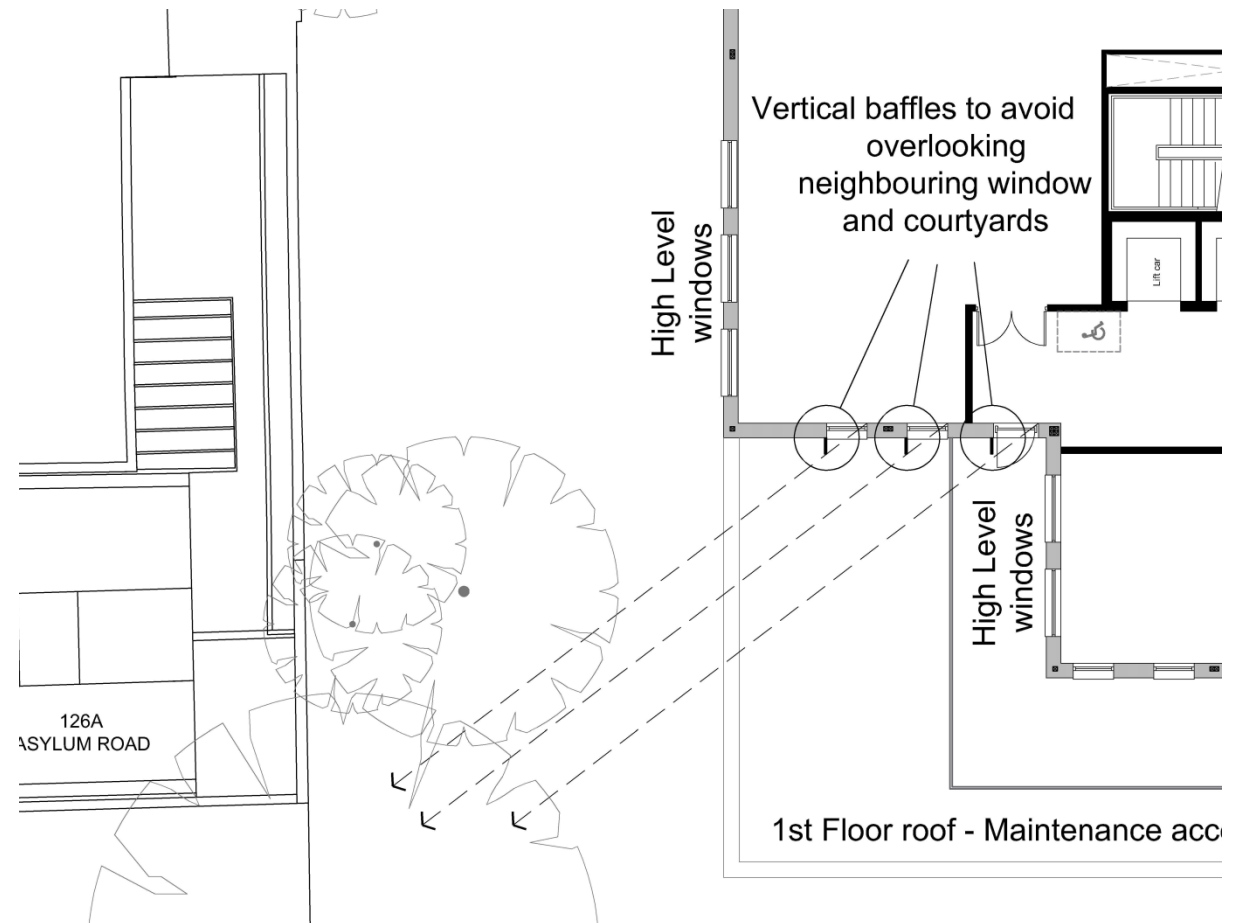 Vertical baffles to avoid
overlooking
neighbouring window
and courtyards
High Level
windows
Lift car
High Level
windows
126A
ASYLUM ROAD
1st Floor roof - Maintenance acc